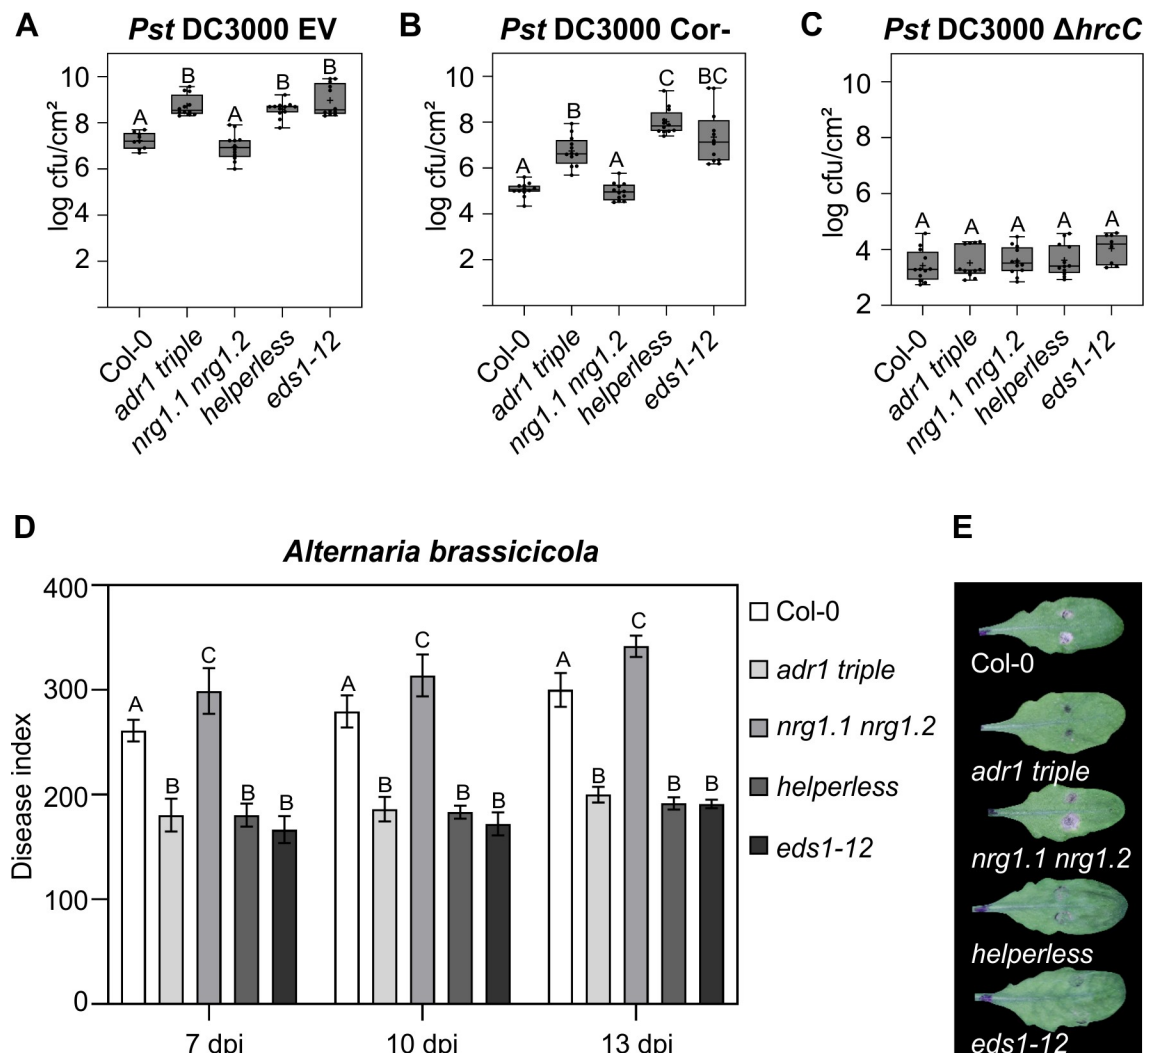 A
Pst DC3000 EV
log cfu/cm²
10
8
6
4
2
A
B
A
B
B
Col-0
adr1 triple
nrg1.1 nrg1.2
helperless
eds1-12
B
Pst DC3000 Cor-
log cfu/cm²
10
8
6
4
2
A
B
A
C
BC
Col-0
adr1 triple
nrg1.1 nrg1.2
helperless
eds1-12
C
Pst DC3000 ΔhrcC
log cfu/cm²
10
8
6
4
2
A
A
A
A
A
Col-0
adr1 triple
nrg1.1 nrg1.2
helperless
eds1-12
D
Alternaria brassicicola
Disease index
400
300
200
100
0
A
B
C
B
B
A
B
C
B
B
A
B
C
B
B
7 dpi
10 dpi
13 dpi
Col-0
adr1 triple
nrg1.1 nrg1.2
helperless
eds1-12
E
Col-0
adr1 triple
nrg1.1 nrg1.2
helperless
eds1-12